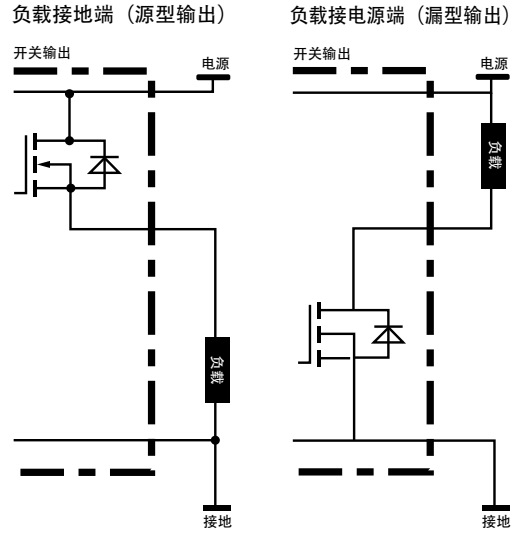 负载接地端（源型输出）
开关输出
电源
负载
接地
负载接电源端（漏型输出）
开关输出
电源
负载
接地